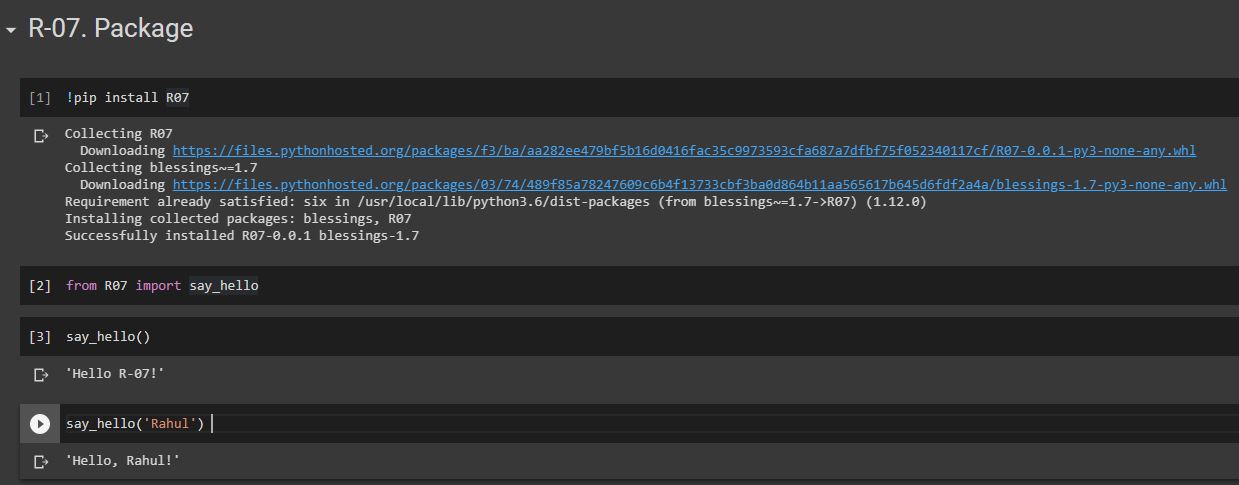 R-07. Package
[1] !pip install R07
Collecting R07
Downloading https://files.pythonhosted.org/packages/f3/ba/aa282ee479bf5b16d0416fac35c9973593cfa687a7dfbf75f052340117cf/R07-0.0.1-py3-none-any.whl
Collecting blessings~=1.7
Downloading https://files.pythonhosted.org/packages/03/74/489f85a78247609c6b4f13733cbf3ba0d864b11aa565617b645d6fdf2a4a/blessings-1.7-py3-none-any.whl
Requirement already satisfied: six in /usr/local/lib/python3.6/dist-packages (from blessings~=1.7->R07) (1.12.0)
Installing collected packages: blessings, R07
Successfully installed R07-0.0.1 blessings-1.7
[2] from R07 import say_hello
[3] say_hello()
'Hello R-07!'
say_hello('Rahul')
'Hello, Rahul!'